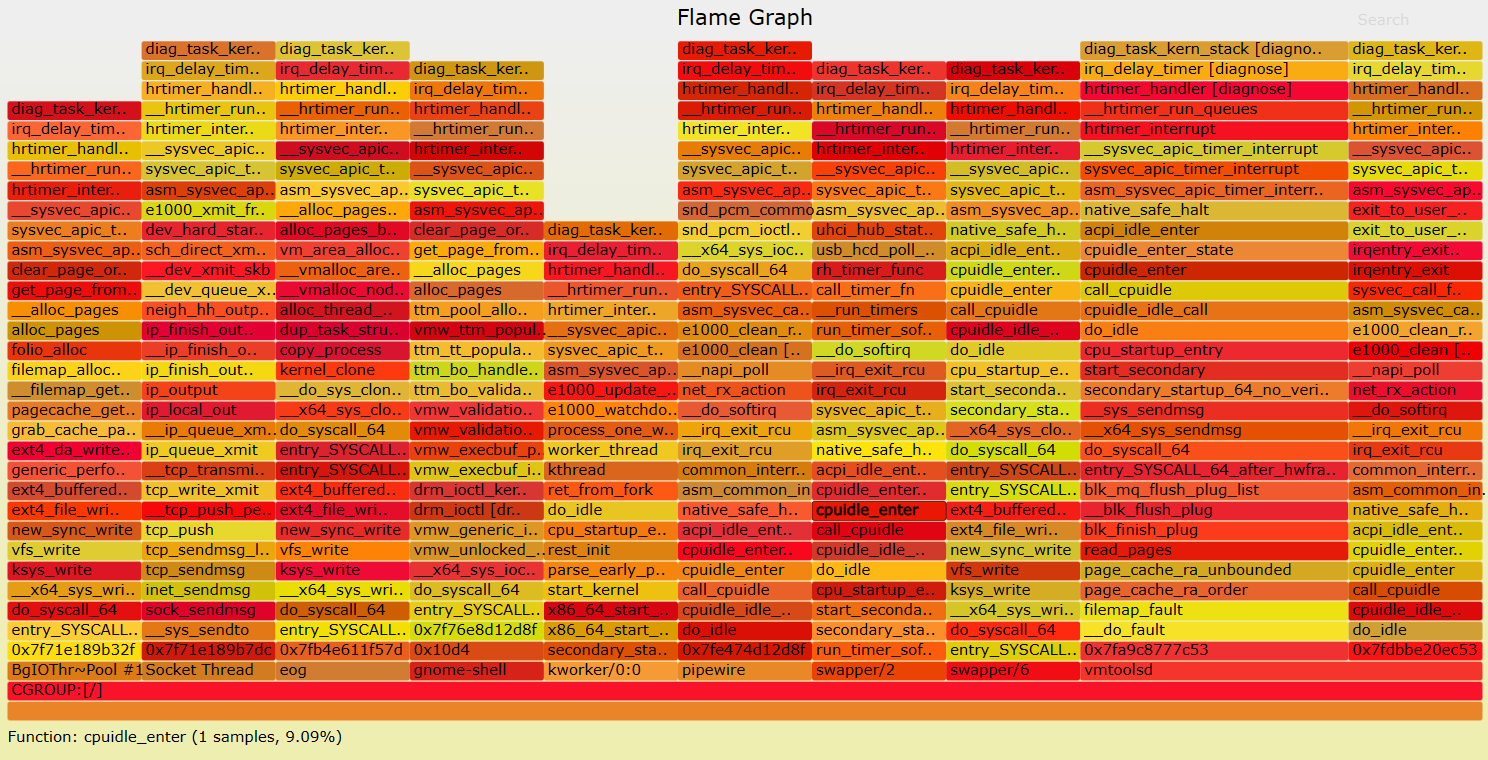 Flame Graph
Search
diag_task_ker.. diag_task_ker.. diag_task_ker.. diag_task_kern_stack [diagno.. diag_task_ker..
irq_delay_tim.. irq_delay_tim.. diag_task_ker.. irq_delay_tim.. diag_task_ker.. diag_task_ker.. irq_delay_timer [diagnose] irq_delay_tim..
hrtimer_handl.. hrtimer_handl.. irq_delay_tim.. hrtimer_handl.. irq_delay_tim.. irq_delay_tim.. hrtimer_handler [diagnose] hrtimer_handl..
diag_task_ker.. __hrtimer_run.. __hrtimer_run.. hrtimer_handl.. __hrtimer_run.. hrtimer_handl.. hrtimer_handl.. __hrtimer_run_queues __hrtimer_run..
irq_delay_tim.. hrtimer_inter.. hrtimer_inter.. __hrtimer_run.. hrtimer_inter.. __hrtimer_run.. __hrtimer_run.. hrtimer_interrupt hrtimer_inter..
hrtimer_handl.. __sysvec_apic.. __sysvec_apic.. hrtimer_inter.. __sysvec_apic.. hrtimer_inter.. hrtimer_inter.. __sysvec_apic_timer_interrupt __sysvec_apic..
__hrtimer_run.. sysvec_apic_t.. sysvec_apic_t.. __sysvec_apic.. sysvec_apic_t.. __sysvec_apic.. __sysvec_apic.. sysvec_apic_timer_interrupt sysvec_apic_t..
hrtimer_inter.. asm_sysvec_ap.. asm_sysvec_ap.. sysvec_apic_t.. asm_sysvec_ap.. sysvec_apic_t.. sysvec_apic_t.. asm_sysvec_apic_timer_interr.. asm_sysvec_ap..
__sysvec_apic.. e1000_xmit_fr.. __alloc_pages.. asm_sysvec_ap.. snd_pcm_commo.. asm_sysvec_ap.. asm_sysvec_ap.. native_safe_halt exit_to_user_..
sysvec_apic_t.. dev_hard_star.. alloc_pages_b.. clear_page_or.. diag_task_ker.. snd_pcm_ioctl.. uhci_hub_stat.. native_safe_h.. acpi_idle_enter exit_to_user_..
asm_sysvec_ap.. sch_direct_xm.. vm_area_alloc.. get_page_from.. irq_delay_tim.. __x64_sys_ioc.. usb_hcd_poll_.. acpi_idle_ent.. cpuidle_enter_state irqentry_exit..
clear_page_or.. __dev_xmit_skb __vmalloc_are.. __alloc_pages hrtimer_handl.. do_syscall_64 rh_timer_func cpuidle_enter.. cpuidle_enter irqentry_exit
get_page_from.. __dev_queue_x.. __vmalloc_nod.. alloc_pages __hrtimer_run.. entry_SYSCALL.. call_timer_fn cpuidle_enter call_cpuidle sysvec_call_f..
__alloc_pages neigh_hh_outp.. alloc_thread_.. ttm_pool_allo.. hrtimer_inter.. asm_sysvec_ca.. __run_timers call_cpuidle cpuidle_idle_call asm_sysvec_ca..
alloc_pages ip_finish_out.. dup_task_stru.. vmw_ttm_popul.. __sysvec_apic.. e1000_clean_r.. run_timer_sof.. cpuidle_idle_.. do_idle e1000_clean_r..
folio_alloc __ip_finish_o.. copy_process ttm_tt_popula.. sysvec_apic_t.. e1000_clean [.. __do_softirq do_idle cpu_startup_entry e1000_clean [..
filemap_alloc.. ip_finish_out.. kernel_clone ttm_bo_handle.. asm_sysvec_ap.. __napi_poll __irq_exit_rcu cpu_startup_e.. start_secondary __napi_poll
__filemap_get.. ip_output __do_sys_clon.. ttm_bo_valida.. e1000_update_.. net_rx_action irq_exit_rcu start_seconda.. secondary_startup_64_no_veri.. net_rx_action
pagecache_get.. ip_local_out __x64_sys_clo.. vmw_validatio.. e1000_watchdo.. __do_softirq sysvec_apic_t.. secondary_sta.. __sys_sendmsg __do_softirq
grab_cache_pa.. __ip_queue_xm.. do_syscall_64 vmw_validatio.. process_one_w.. __irq_exit_rcu asm_sysvec_ap.. __x64_sys_clo.. __x64_sys_sendmsg __irq_exit_rcu
ext4_da_write.. ip_queue_xmit entry_SYSCALL.. vmw_execbuf_p.. worker_thread irq_exit_rcu native_safe_h.. do_syscall_64 do_syscall_64 irq_exit_rcu
generic_perfo.. __tcp_transmi.. entry_SYSCALL.. vmw_execbuf_i.. kthread common_interr.. acpi_idle_ent.. entry_SYSCALL.. entry_SYSCALL_64_after_hwfra.. common_interr..
ext4_buffered.. tcp_write_xmit ext4_buffered.. drm_ioctl_ker.. ret_from_fork asm_common_in.. cpuidle_enter.. entry_SYSCALL.. blk_mq_flush_plug_list asm_common_in..
ext4_file_wri.. __tcp_push_pe.. ext4_file_wri.. drm_ioctl [dr.. do_idle native_safe_h.. cpuidle_enter ext4_buffered.. __blk_flush_plug native_safe_h..
new_sync_write tcp_push new_sync_write vmw_generic_i.. cpu_startup_e.. acpi_idle_ent.. call_cpuidle ext4_file_wri.. blk_finish_plug acpi_idle_ent..
vfs_write tcp_sendmsg_l.. vfs_write vmw_unlocked_.. rest_init cpuidle_enter.. cpuidle_idle_.. new_sync_write read_pages cpuidle_enter..
ksys_write tcp_sendmsg ksys_write __x64_sys_ioc.. parse_early_p.. cpuidle_enter do_idle vfs_write page_cache_ra_unbounded cpuidle_enter
__x64_sys_wri.. inet_sendmsg __x64_sys_wri.. do_syscall_64 start_kernel call_cpuidle cpu_startup_e.. ksys_write page_cache_ra_order call_cpuidle
do_syscall_64 sock_sendmsg do_syscall_64 entry_SYSCALL.. x86_64_start_.. cpuidle_idle_.. start_seconda.. __x64_sys_wri.. filemap_fault cpuidle_idle_..
entry_SYSCALL.. __sys_sendto entry_SYSCALL.. 0x7f76e8d12d8f x86_64_start_.. do_idle secondary_sta.. do_syscall_64 __do_fault do_idle
0x7f71e189b32f 0x7f71e189b7dc 0x7fb4e611f57d 0x10d4 secondary_sta.. 0x7fe474d12d8f run_timer_sof.. entry_SYSCALL.. 0x7fa9c8777c53 0x7fdbbe20ec53
BgIOThr~Pool #1 Socket Thread eog gnome-shell kworker/0:0 pipewire swapper/2 swapper/6 vmtoolsd
CGROUP:[/]
Function: cpuidle_enter (1 samples, 9.09%)